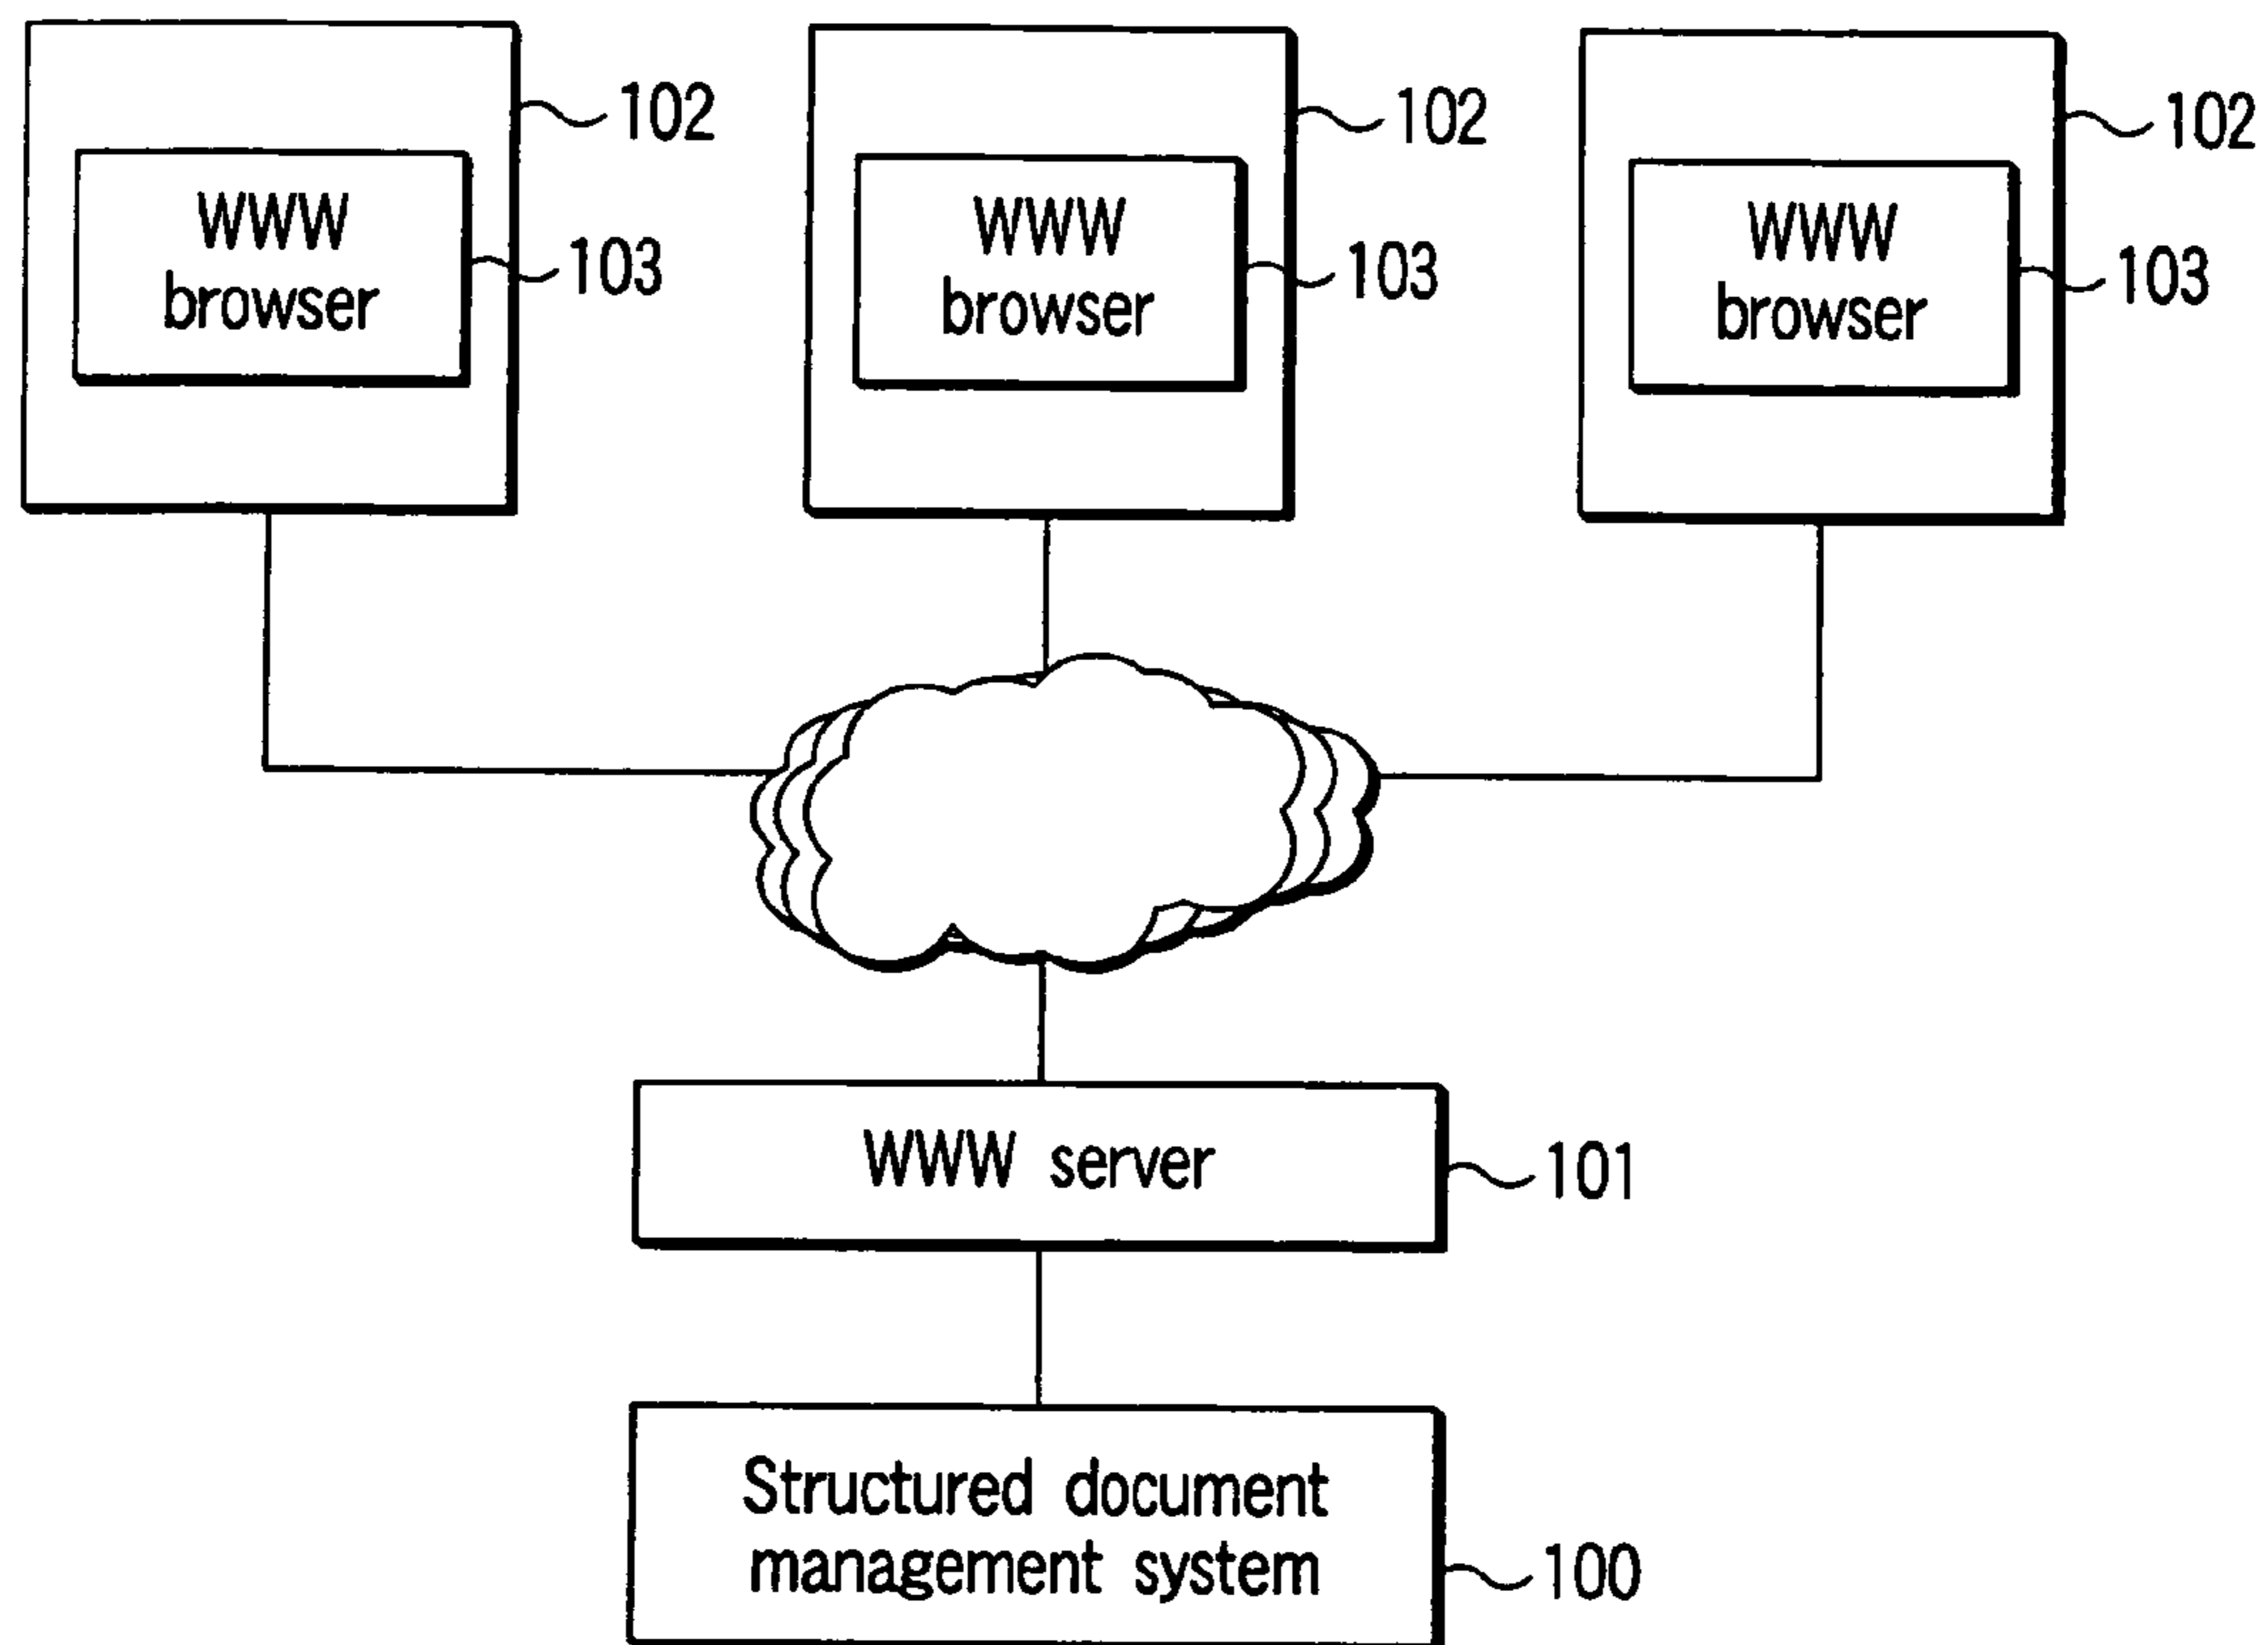 102
102
102
WWW
browser
103
WWW
browser
103
WWW
browser
103
WWW server
101
Structured document
management system
100